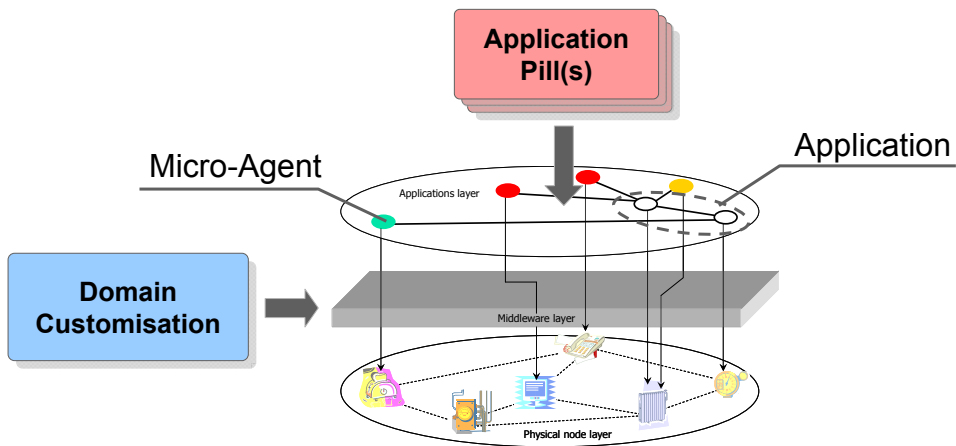 Application
Pill(s)
Micro-Agent
Application
Applications layer
Domain
Customisation
Middleware layer
Physical node layer